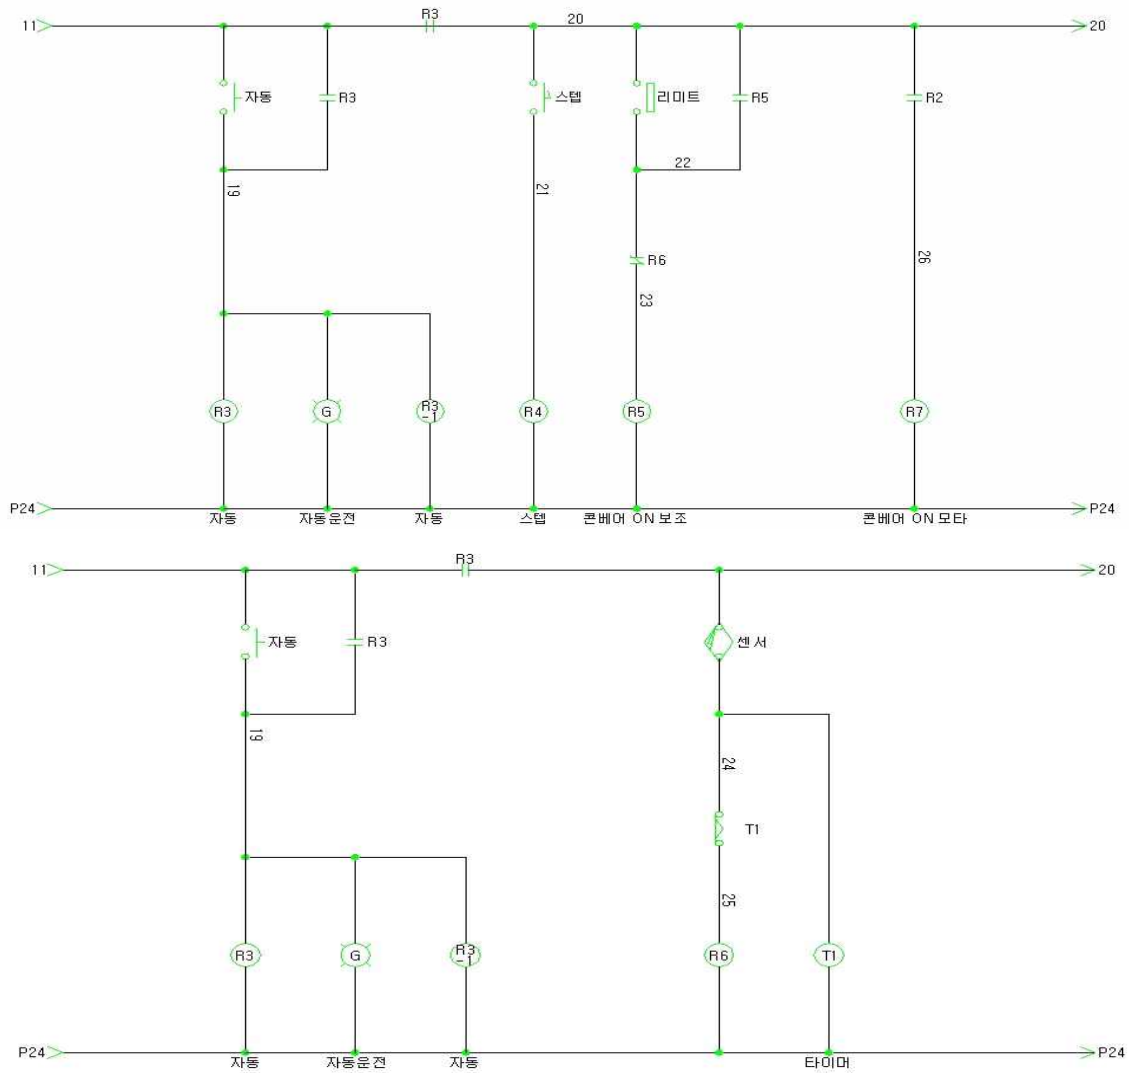 R3
11
20
20
자동
R3
스텝
리미트
R5
R2
22
19
21
26
R6
23
R3
G
R3
-1
R4
R5
R7
P24
P24
자동
자동운전
자동
스텝
콘베어 ON 보조
콘베어 ON 모타
R3
11
20
자동
R3
센서
19
24
T1
25
R3
G
R3
-1
R6
T1
P24
P24
자동
자동운전
자동
타이머